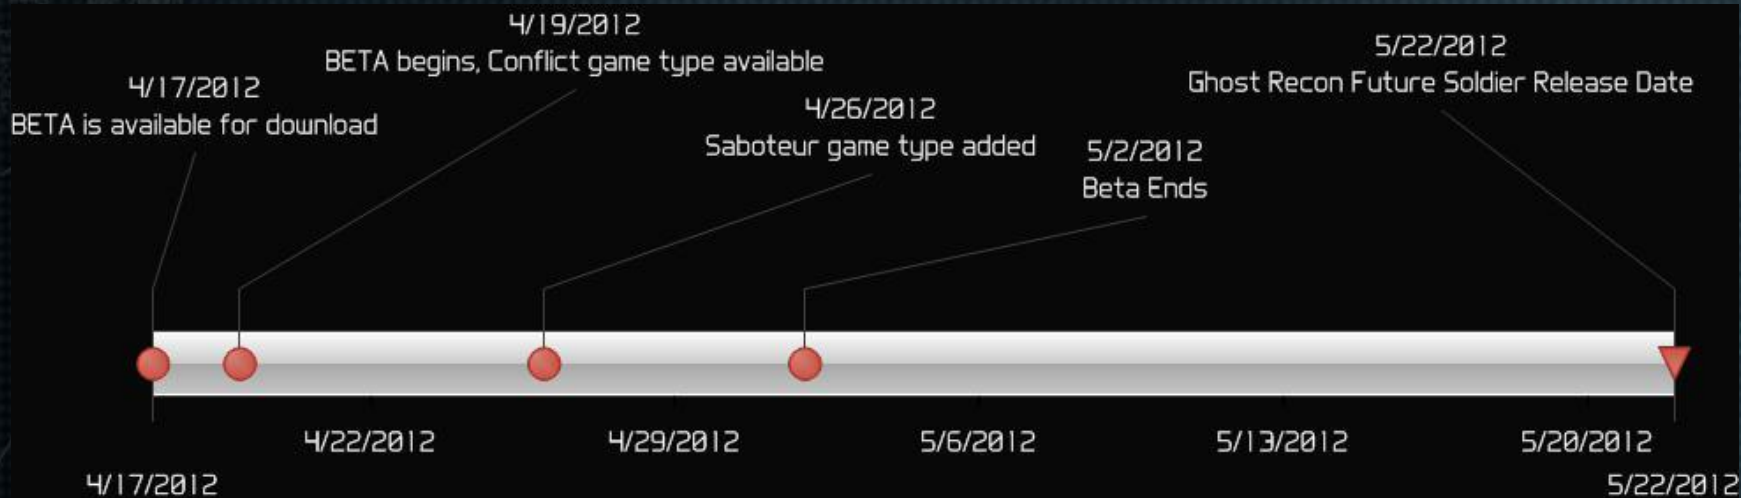 4/17/2012
BETA is available for download
4/19/2012
BETA begins, Conflict game type available
4/26/2012
Saboteur game type added
5/2/2012
Beta Ends
5/22/2012
Ghost Recon Future Soldier Release Date
4/22/2012
4/29/2012
5/6/2012
5/13/2012
5/20/2012
4/17/2012
5/22/2012